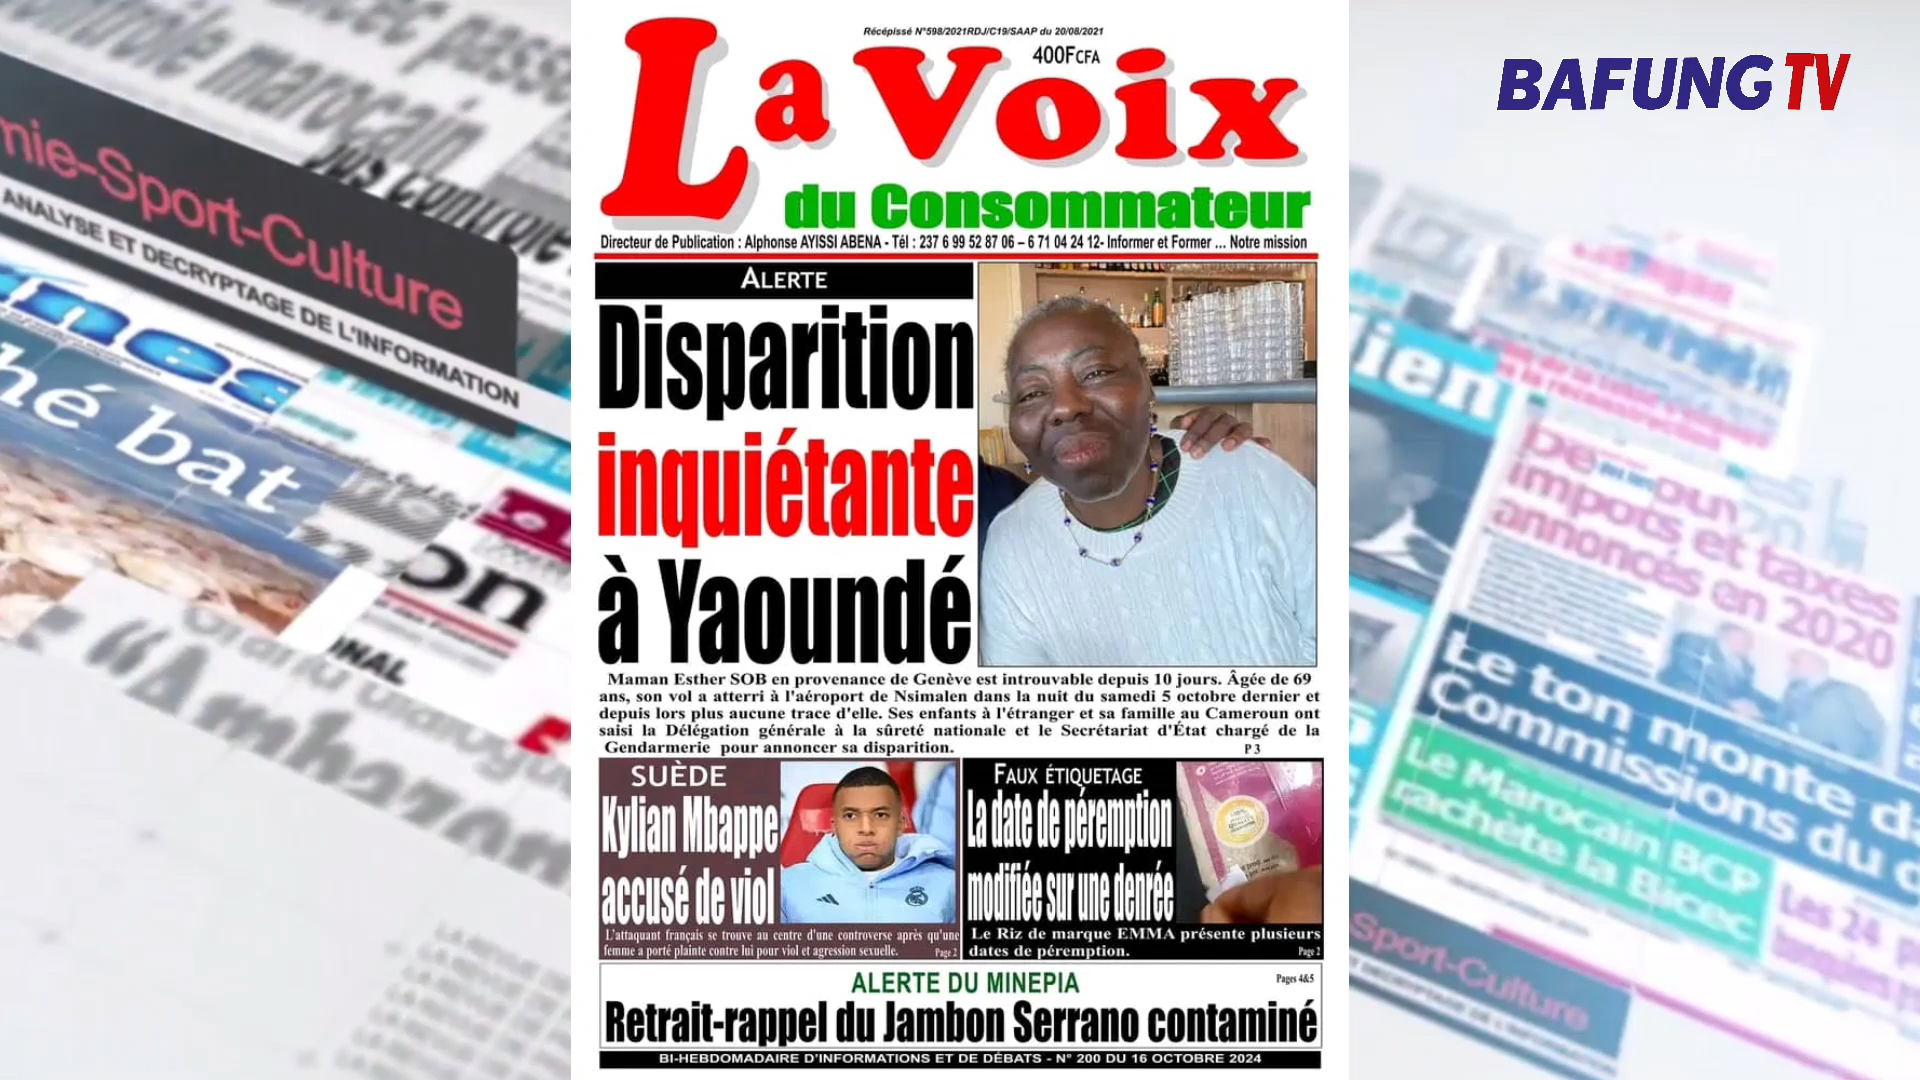 Récépissé N°598/2021RDJ/C19/SAAP du 20/08/2021
400FCFA
La Voix
du Consommateur
Directeur de Publication : Alphonse AYISSI ABENA - Tél : 237 6 99 52 87 06 – 6 71 04 24 12- Informer et Former ... Notre mission
ALERTE
Disparition
inquiétante
à Yaoundé
Maman Esther SOB en provenance de Genève est introuvable depuis 10 jours. Âgée de 69
ans, son vol a atterri à l'aéroport de Nsimalen dans la nuit du samedi 5 octobre dernier et
depuis lors plus aucune trace d'elle. Ses enfants à l'étranger et sa famille au Cameroun ont
saisi la Délégation générale à la sûreté nationale et le Secrétariat d'État chargé de la
Gendarmerie pour annoncer sa disparition.
P 3
SUÈDE
Kylian Mbappe
accusé de viol
L'attaquant français se trouve au centre d'une controverse après qu'une
femme a porté plainte contre lui pour viol et agression sexuelle.
Page 2
FAUX ÉTIQUETAGE
La date de péremption
modifiée sur une denrée
Le Riz de marque EMMA présente plusieurs
dates de péremption.
Page 2
ALERTE DU MINEPIA
Pages 4&5
Retrait-rappel du Jambon Serrano contaminé
BI-HEBDOMADAIRE D'INFORMATIONS ET DE DÉBATS - N° 200 DU 16 OCTOBRE 2024
BAFUNG TV
mie-Sport-Culture
ANALYSE ET DECRYPTAGE DE L'INFORMATION
hé bat
impots et taxes
annoncés en 2020
Le ton monte da
Commissions du
Le Marocain BCP
rachète la Bicec
Les 24
Sport-Culture